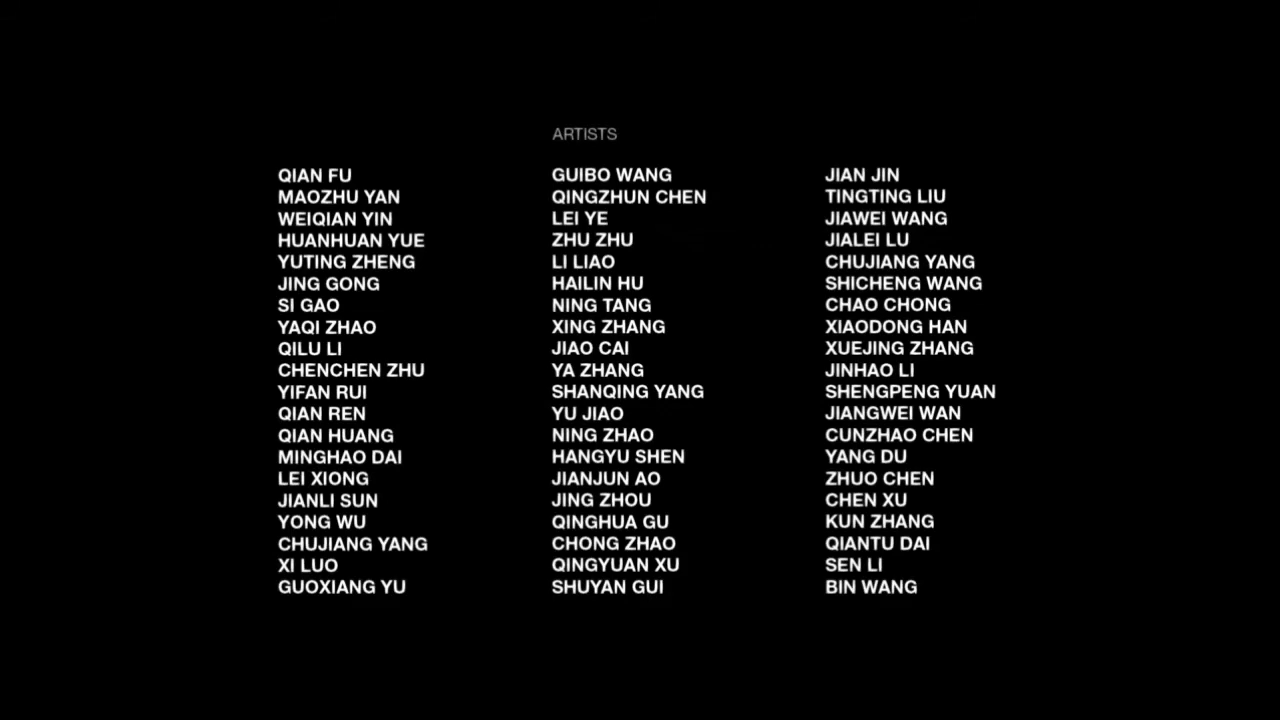 ARTISTS
QIAN FU
MAOZHU YAN
WEIQIAN YIN
HUANHUAN YUE
YUTING ZHENG
JING GONG
SI GAO
YAQI ZHAO
QILU LI
CHENCHEN ZHU
YIFAN RUI
QIAN REN
QIAN HUANG
MINGHAO DAI
LEI XIONG
JIANLI SUN
YONG WU
CHUJIANG YANG
XI LUO
GUOXIANG YU
GUIBO WANG
QINGZHUN CHEN
LEI YE
ZHU ZHU
LI LIAO
HAILIN HU
NING TANG
XING ZHANG
JIAO CAI
YA ZHANG
SHANQING YANG
YU JIAO
NING ZHAO
HANGYU SHEN
JIANJUN AO
JING ZHOU
QINGHUA GU
CHONG ZHAO
QINGYUAN XU
SHUYAN GUI
JIAN JIN
TINGTING LIU
JIAWEI WANG
JIALEI LU
CHUJIANG YANG
SHICHENG WANG
CHAO CHONG
XIAODONG HAN
XUEJING ZHANG
JINHAO LI
SHENGPENG YUAN
JIANGWEI WAN
CUNZHAO CHEN
YANG DU
ZHUO CHEN
CHEN XU
KUN ZHANG
QIANTU DAI
SEN LI
BIN WANG